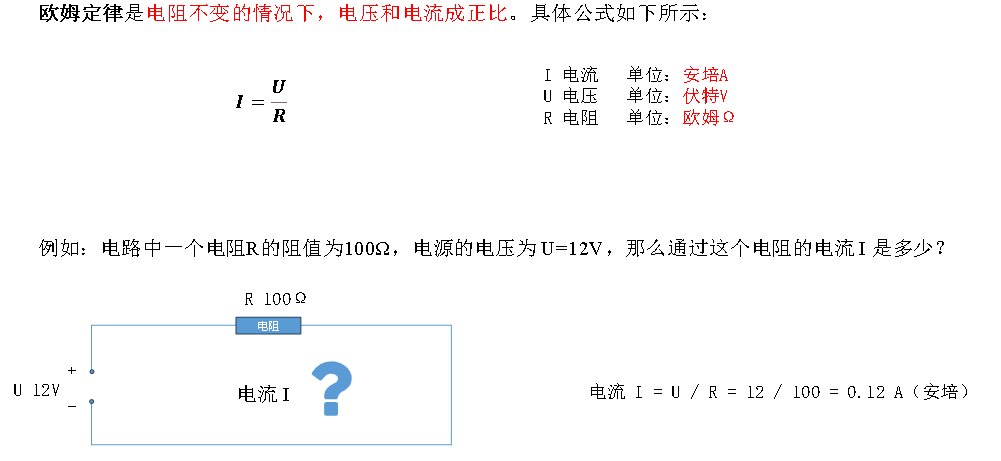 欧姆定律是电阻不变的情况下，电压和电流成正比。具体公式如下所示：
I = U / R
I 电流 单位：安培A
U 电压 单位：伏特V
R 电阻 单位：欧姆Ω
例如：电路中一个电阻R的阻值为100Ω，电源的电压为U=12V，那么通过这个电阻的电流I是多少？
R 100Ω
电阻
+
U 12V
−
电流 I
?
电流 I = U / R = 12 / 100 = 0.12 A（安培）